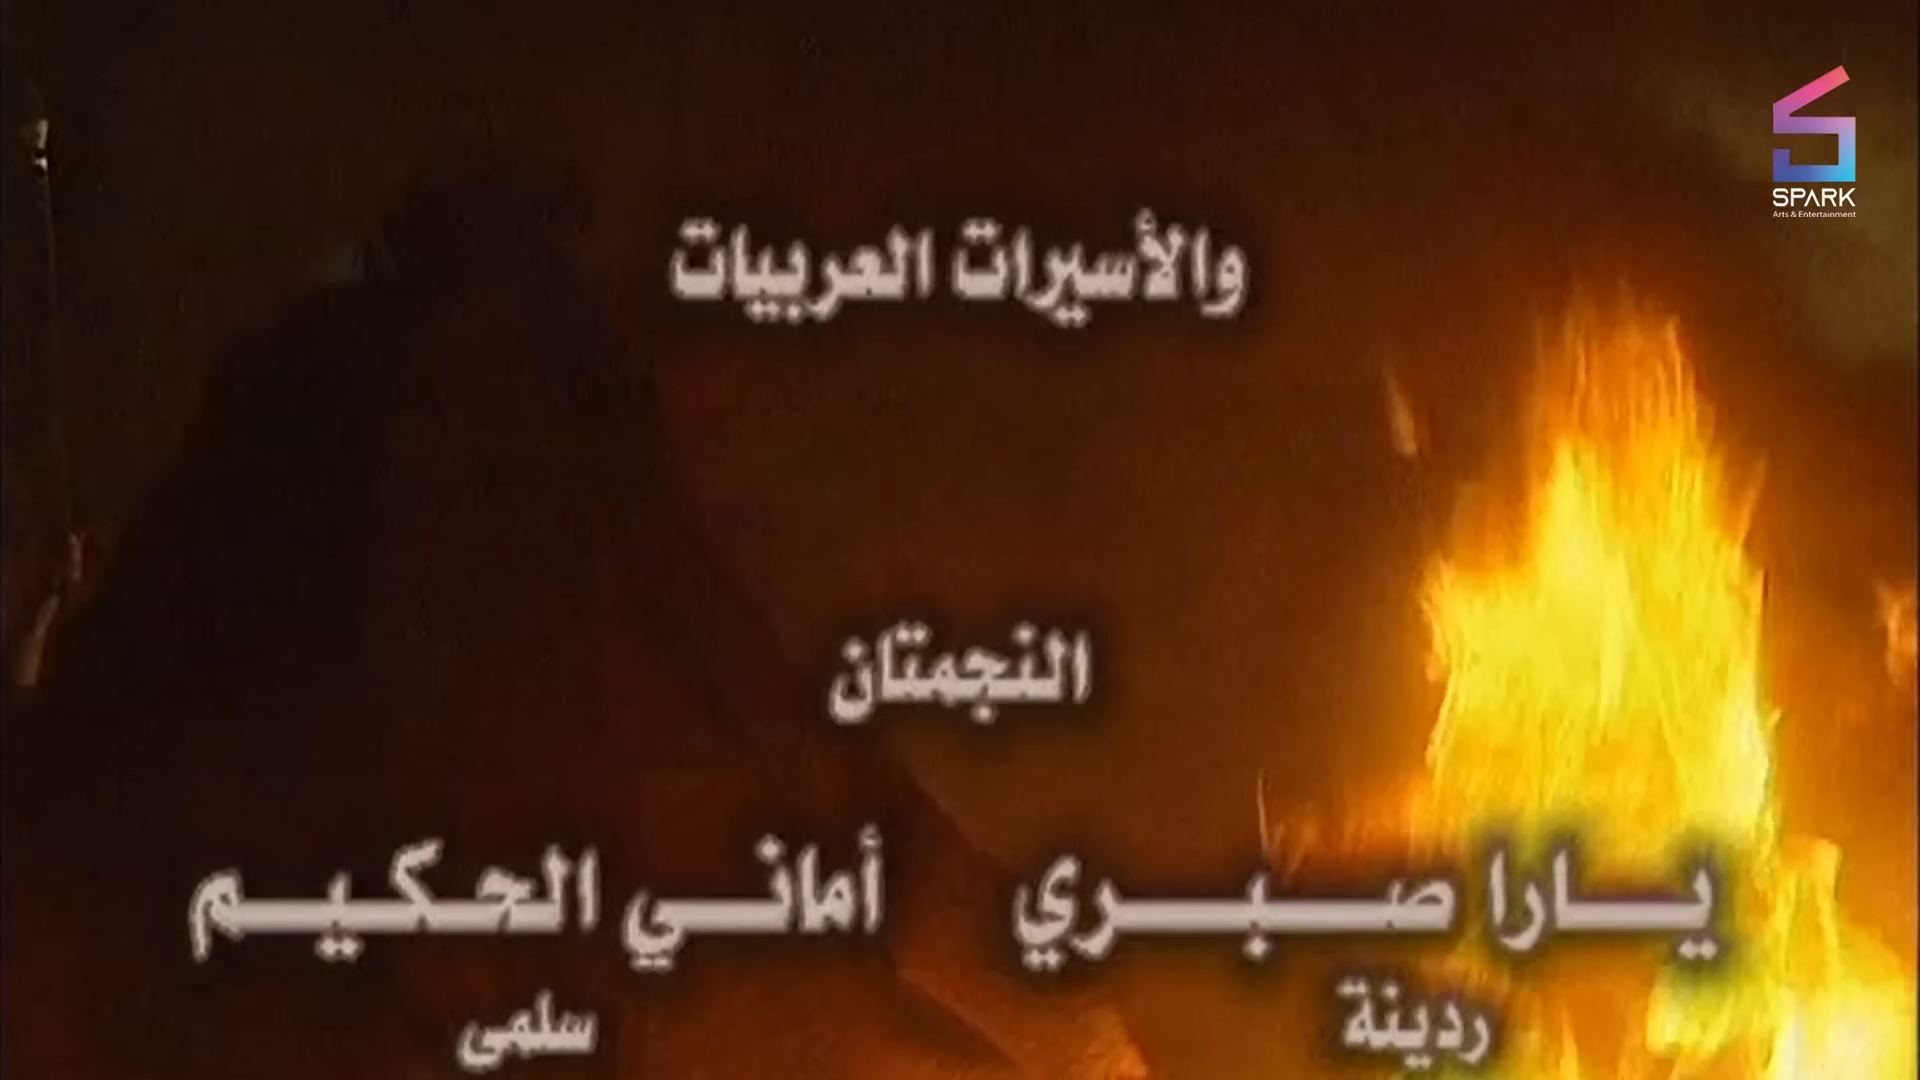 SPARK
Arts & Entertainment
والأسيرات العربيات
النجمتان
يارا صبري أماني الحكيم
ردينة سلمى